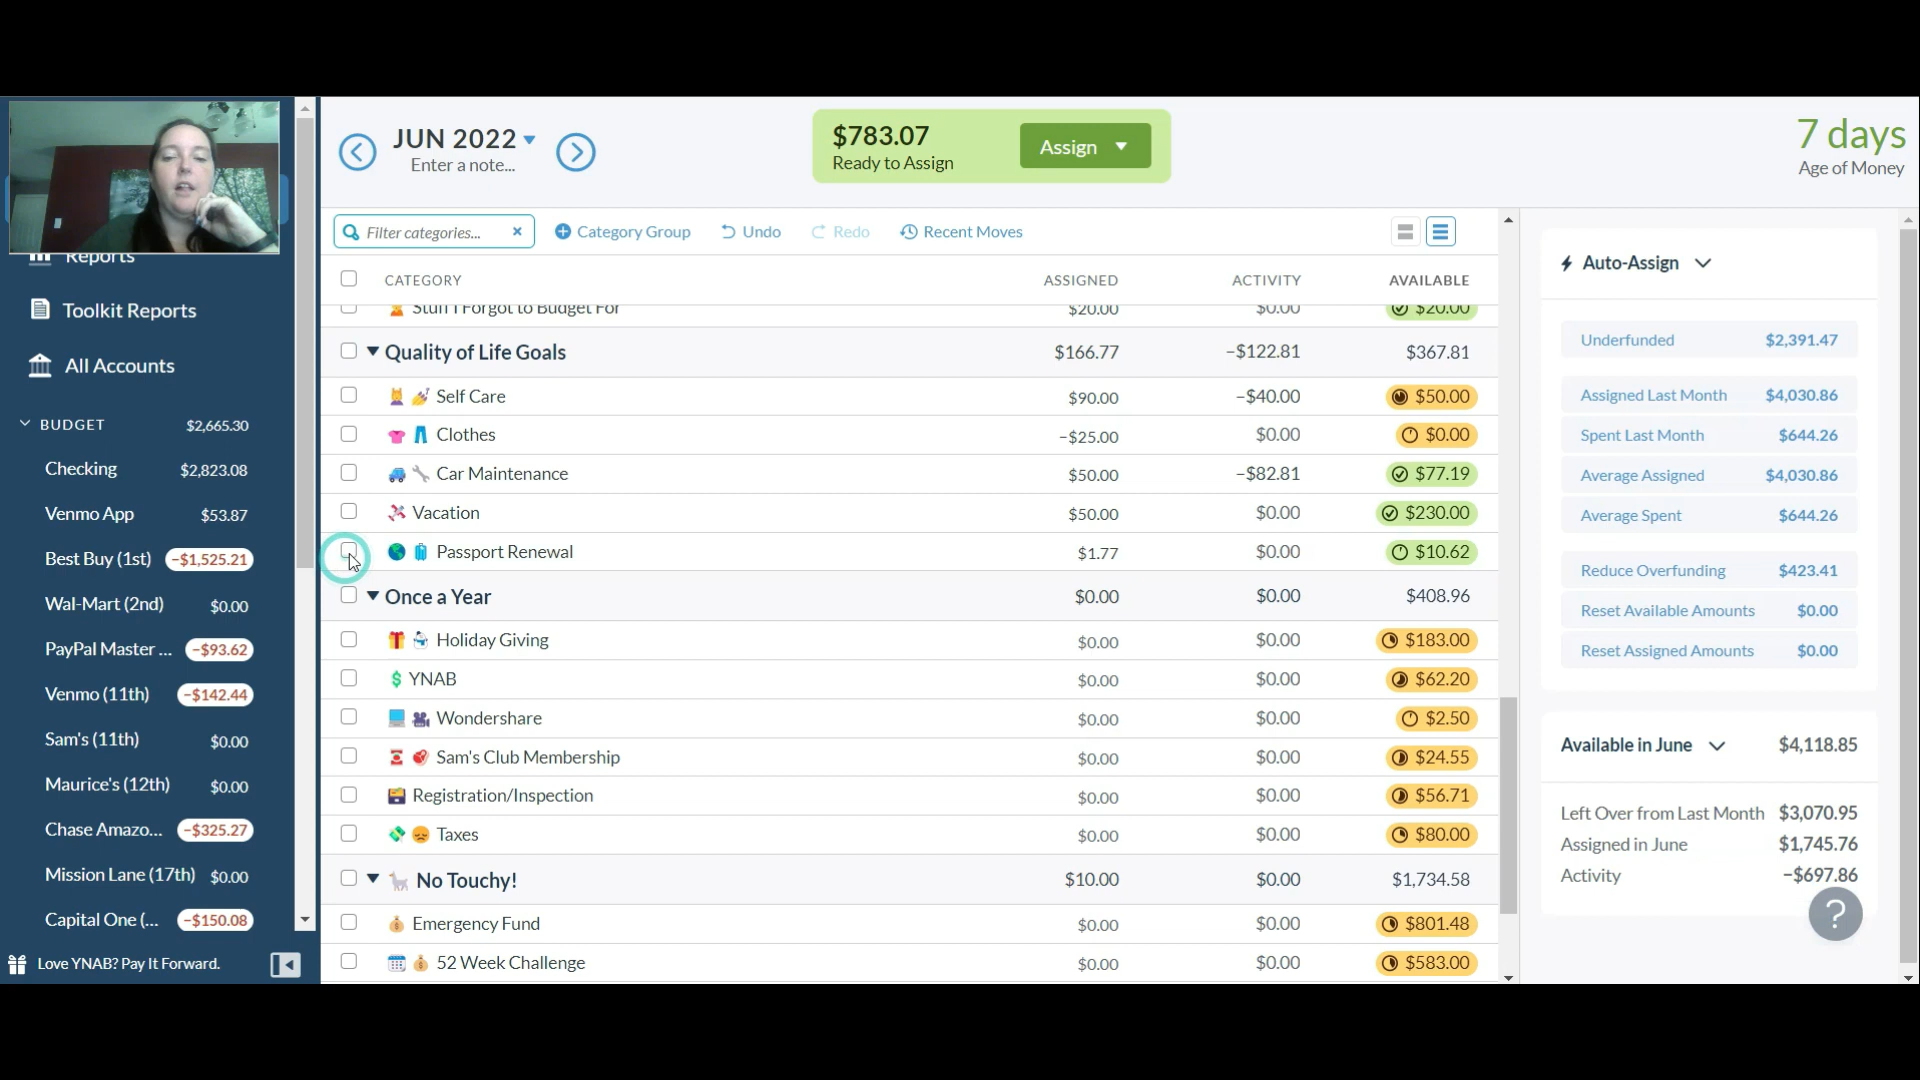 JUN 2022
Enter a note...
$783.07
Ready to Assign
Assign
7 days
Age of Money
Reports
Toolkit Reports
All Accounts
BUDGET $2,665.30
Checking $2,823.08
Venmo App $53.87
Best Buy (1st) −$1,525.21
Wal-Mart (2nd) $0.00
PayPal Master ... −$93.62
Venmo (11th) −$142.44
Sam's (11th) $0.00
Maurice's (12th) $0.00
Chase Amazo... −$325.27
Mission Lane (17th) $0.00
Capital One (... −$150.08
Love YNAB? Pay It Forward.
Filter categories... × Category Group Undo Redo Recent Moves
CATEGORY ASSIGNED ACTIVITY AVAILABLE
Stuff I Forgot to Budget For $20.00 $0.00 $20.00
Quality of Life Goals $166.77 −$122.81 $367.81
Self Care $90.00 −$40.00 $50.00
Clothes −$25.00 $0.00 $0.00
Car Maintenance $50.00 −$82.81 $77.19
Vacation $50.00 $0.00 $230.00
Passport Renewal $1.77 $0.00 $10.62
Once a Year $0.00 $0.00 $408.96
Holiday Giving $0.00 $0.00 $183.00
YNAB $0.00 $0.00 $62.20
Wondershare $0.00 $0.00 $2.50
Sam's Club Membership $0.00 $0.00 $24.55
Registration/Inspection $0.00 $0.00 $56.71
Taxes $0.00 $0.00 $80.00
No Touchy! $10.00 $0.00 $1,734.58
Emergency Fund $0.00 $0.00 $801.48
52 Week Challenge $0.00 $0.00 $583.00
Auto-Assign
Underfunded $2,391.47
Assigned Last Month $4,030.86
Spent Last Month $644.26
Average Assigned $4,030.86
Average Spent $644.26
Reduce Overfunding $423.41
Reset Available Amounts $0.00
Reset Assigned Amounts $0.00
Available in June $4,118.85
Left Over from Last Month $3,070.95
Assigned in June $1,745.76
Activity −$697.86
?